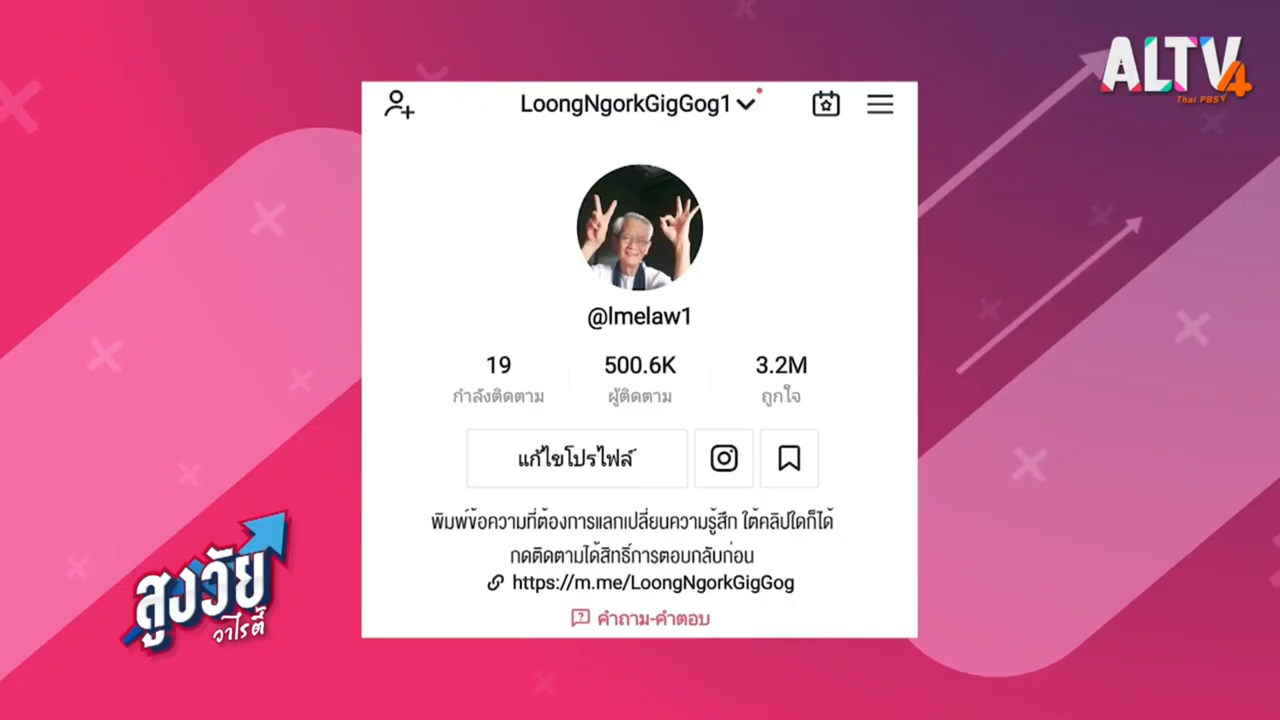 ALTV4
Thai PBS
LoongNgorkGigGog1
@lmelaw1
19 500.6K 3.2M
กำลังติดตาม ผู้ติดตาม ถูกใจ
แก้ไขโปรไฟล์
พิมพ์ข้อความที่ต้องการแลกเปลี่ยนความรู้สึก ใต้คลิปใดก็ได้
กดติดตามได้สิทธิ์การตอบกลับก่อน
https://m.me/LoongNgorkGigGog
คำถาม-คำตอบ
สูงวัย
วาไรตี้